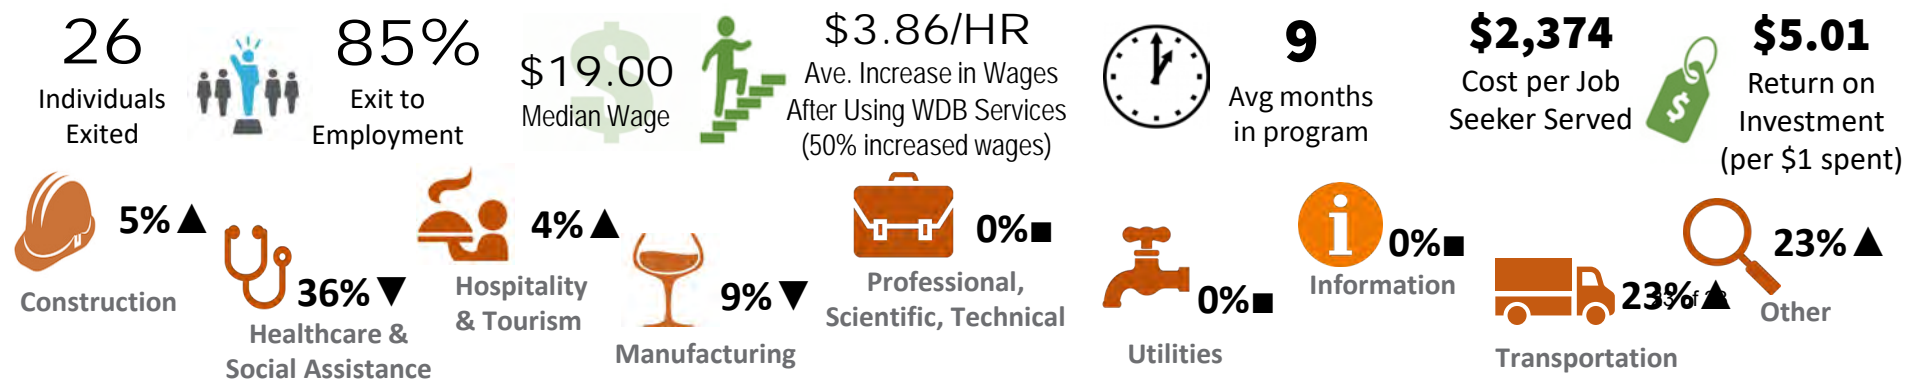 26
Individuals
Exited
85%
Exit to
Employment
$19.00
Median Wage
$3.86/HR
Ave. Increase in Wages
After Using WDB Services
(50% increased wages)
9
Avg months
in program
$2,374
Cost per Job
Seeker Served
$
$5.01
Return on
Investment
(per $1 spent)
5%▲
Construction
36%▼
Healthcare &
Social Assistance
4%▲
Hospitality
& Tourism
9%▼
Manufacturing
0%■
Professional,
Scientific, Technical
0%■
Utilities
i
0%■
Information
23%▲
Transportation
23%▲
Other